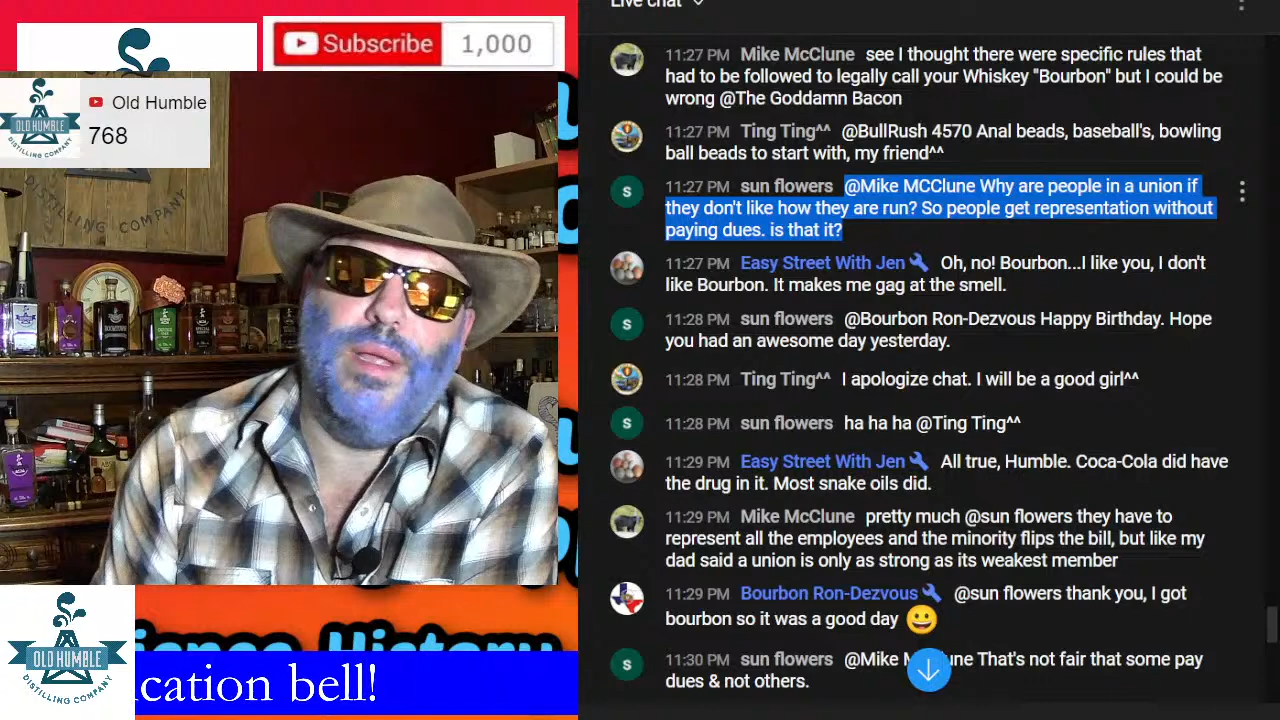 Subscribe 1,000
Old Humble
768
OLD HUMBLE
DISTILLING CO.
DISTILLING COMPANY
OLD HUMBLE
DISTILLING COMPANY
ience History
cation bell!
Live chat
11:27 PM Mike McClune see I thought there were specific rules that
had to be followed to legally call your Whiskey "Bourbon" but I could be
wrong @The Goddamn Bacon
11:27 PM Ting Ting^^ @BullRush 4570 Anal beads, baseball's, bowling
ball beads to start with, my friend^^
S 11:27 PM sun flowers @Mike MCClune Why are people in a union if
they don't like how they are run? So people get representation without
paying dues. is that it?
11:27 PM Easy Street With Jen Oh, no! Bourbon...I like you, I don't
like Bourbon. It makes me gag at the smell.
S 11:28 PM sun flowers @Bourbon Ron-Dezvous Happy Birthday. Hope
you had an awesome day yesterday.
11:28 PM Ting Ting^^ I apologize chat. I will be a good girl^^
S 11:28 PM sun flowers ha ha ha @Ting Ting^^
11:29 PM Easy Street With Jen All true, Humble. Coca-Cola did have
the drug in it. Most snake oils did.
11:29 PM Mike McClune pretty much @sun flowers they have to
represent all the employees and the minority flips the bill, but like my
dad said a union is only as strong as its weakest member
11:29 PM Bourbon Ron-Dezvous @sun flowers thank you, I got
bourbon so it was a good day 😀
S 11:30 PM sun flowers @Mike M une That's not fair that some pay
dues & not others.